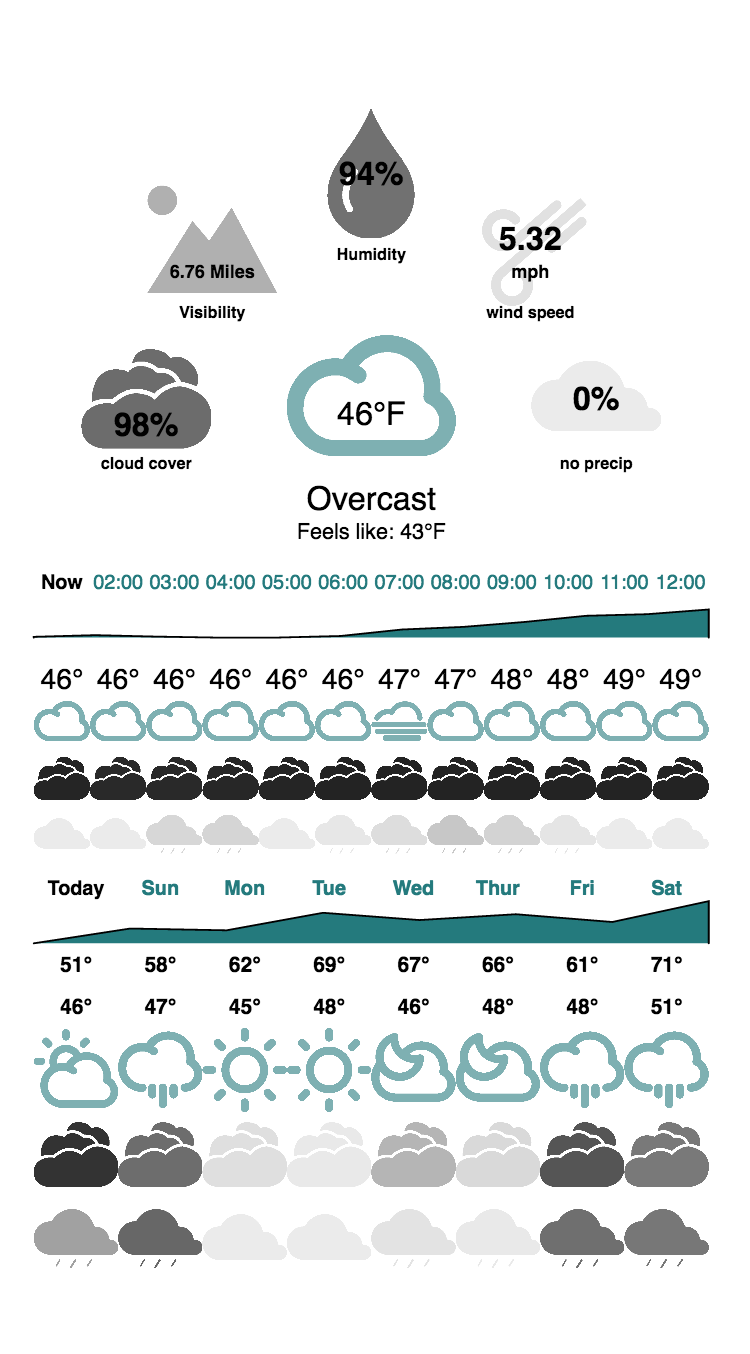 94%
Humidity
6.76 Miles
Visibility
5.32
mph
wind speed
98%
cloud cover
46°F
0%
no precip
Overcast
Feels like: 43°F
Now 02:00 03:00 04:00 05:00 06:00 07:00 08:00 09:00 10:00 11:00 12:00
46° 46° 46° 46° 46° 46° 47° 47° 48° 48° 49° 49°
Today Sun Mon Tue Wed Thur Fri Sat
51° 58° 62° 69° 67° 66° 61° 71°
46° 47° 45° 48° 46° 48° 48° 51°